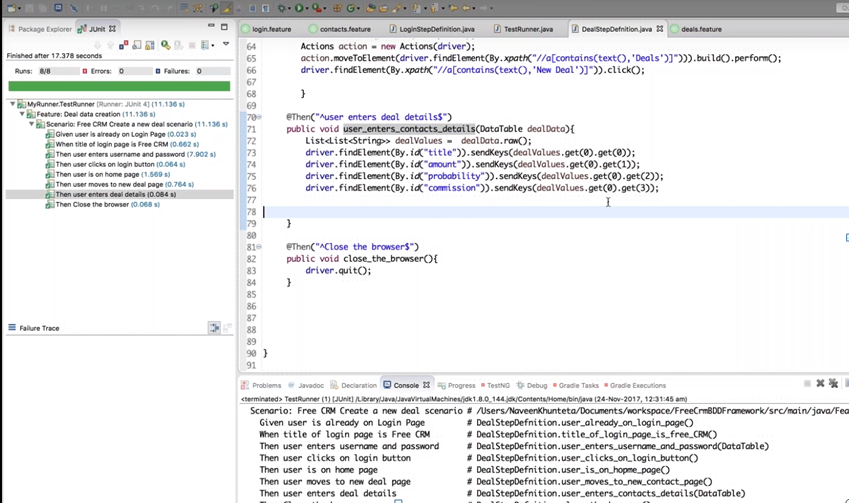 login.feature
contacts.feature
LoginStepDefinition.java
TestRunner.java
DealStepDefnition.java
deals.feature
Package Explorer
JUnit
Finished after 17.378 seconds
Runs: 8/8
Errors: 0
Failures: 0
MyRunner.TestRunner [Runner: JUnit 4] (11.136 s)
Feature: Deal data creation (11.136 s)
Scenario: Free CRM Create a new deal scenario (11.136 s)
Given user is already on Login Page (0.023 s)
When title of login page is Free CRM (0.662 s)
Then user enters username and password (7.902 s)
Then user clicks on login button (0.564 s)
Then user is on home page (1.569 s)
Then user moves to new deal page (0.764 s)
Then user enters deal details (0.084 s)
Then Close the browser (0.068 s)
Failure Trace
64 Actions action = new Actions(driver);
65 action.moveToElement(driver.findElement(By.xpath("//a[contains(text(),'Deals')]"))).build().perform();
66 driver.findElement(By.xpath("//a[contains(text(),'New Deal')]")).click();
67
68 }
69
70 @Then("^user enters deal details$")
71 public void user_enters_contacts_details(DataTable dealData){
72 List<List<String>> dealValues = dealData.raw();
73 driver.findElement(By.id("title")).sendKeys(dealValues.get(0).get(0));
74 driver.findElement(By.id("amount")).sendKeys(dealValues.get(0).get(1));
75 driver.findElement(By.id("probability")).sendKeys(dealValues.get(0).get(2));
76 driver.findElement(By.id("commission")).sendKeys(dealValues.get(0).get(3));
77
78
79 }
80
81 @Then("^Close the browser$")
82 public void close_the_browser(){
83 driver.quit();
84 }
85
86
87
88
89
90 }
91
Problems
Javadoc
Declaration
Console
Progress
TestNG
Debug
Gradle Tasks
Gradle Executions
<terminated> TestRunner (1) [JUnit] /Library/Java/JavaVirtualMachines/jdk1.8.0_144.jdk/Contents/Home/bin/java (24-Nov-2017, 12:31:45 am)
Scenario: Free CRM Create a new deal scenario # /Users/NaveenKhunteta/Documents/workspace/FreeCrmBDDFramework/src/main/java/Fea
Given user is already on Login Page # DealStepDefnition.user_already_on_login_page()
When title of login page is Free CRM # DealStepDefnition.title_of_login_page_is_free_CRM()
Then user enters username and password # DealStepDefnition.user_enters_username_and_password(DataTable)
Then user clicks on login button # DealStepDefnition.user_clicks_on_login_button()
Then user is on home page # DealStepDefnition.user_is_on_hopme_page()
Then user moves to new deal page # DealStepDefnition.user_moves_to_new_contact_page()
Then user enters deal details # DealStepDefnition.user_enters_contacts_details(DataTable)